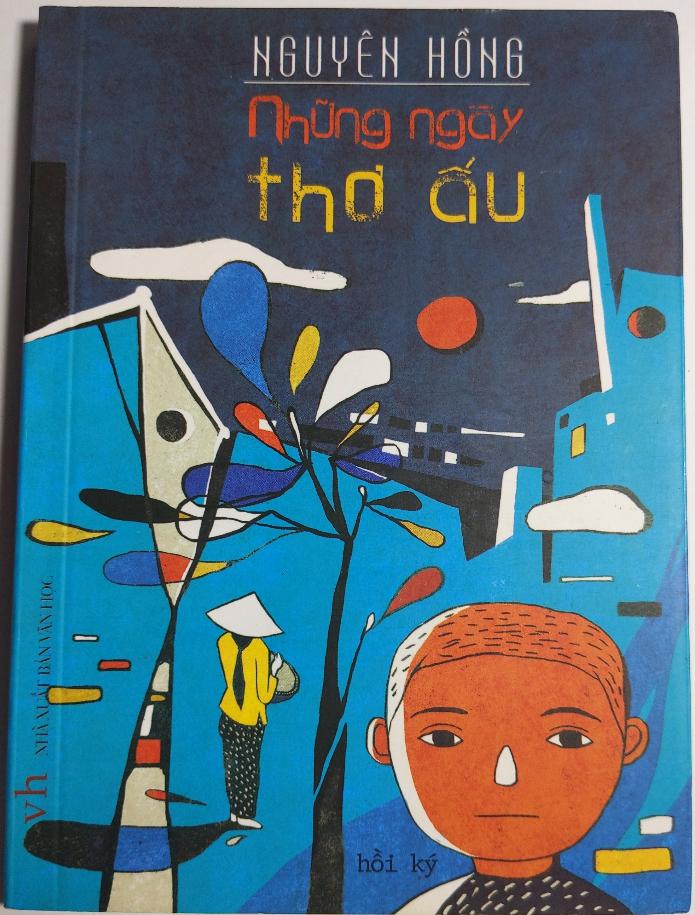 NGUYÊN HỒNG
Những ngày
thơ ấu
hồi ký
vh NHÀ XUẤT BẢN VĂN HỌC